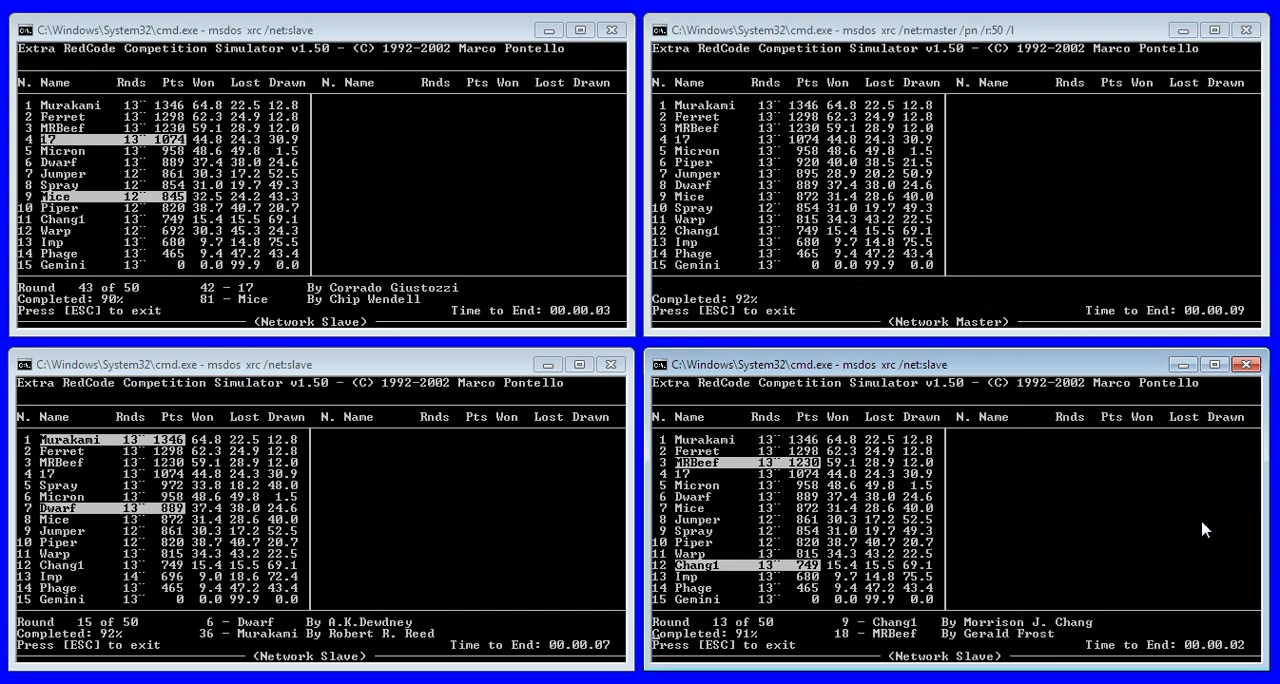 C:\Windows\System32\cmd.exe - msdos xrc /net:slave
Extra RedCode Competition Simulator v1.50 - (C) 1992-2002 Marco Pontello
N. Name Rnds Pts Won Lost Drawn N. Name Rnds Pts Won Lost Drawn
1 Murakami 13¨ 1346 64.8 22.5 12.8
2 Ferret 13¨ 1298 62.3 24.9 12.8
3 MRBeef 13¨ 1230 59.1 28.9 12.0
4 17 13¨ 1074 44.8 24.3 30.9
5 Micron 13¨ 958 48.6 49.8 1.5
6 Dwarf 13¨ 889 37.4 38.0 24.6
7 Jumper 12¨ 861 30.3 17.2 52.5
8 Spray 12¨ 854 31.0 19.7 49.3
9 Mice 12¨ 845 32.5 24.2 43.3
10 Piper 12¨ 820 38.7 40.7 20.7
11 Chang1 13¨ 749 15.4 15.5 69.1
12 Warp 12¨ 692 30.3 45.3 24.3
13 Imp 13¨ 680 9.7 14.8 75.5
14 Phage 13¨ 465 9.4 47.2 43.4
15 Gemini 13¨ 0 0.0 99.9 0.0
Round 43 of 50 42 - 17 By Corrado Giustozzi
Completed: 90% 81 - Mice By Chip Wendell
Press [ESC] to exit Time to End: 00.00.03
(Network Slave)
C:\Windows\System32\cmd.exe - msdos xrc /net:master /pn /r:50 /l
Extra RedCode Competition Simulator v1.50 - (C) 1992-2002 Marco Pontello
N. Name Rnds Pts Won Lost Drawn N. Name Rnds Pts Won Lost Drawn
1 Murakami 13¨ 1346 64.8 22.5 12.8
2 Ferret 13¨ 1298 62.3 24.9 12.8
3 MRBeef 13¨ 1230 59.1 28.9 12.0
4 17 13¨ 1074 44.8 24.3 30.9
5 Micron 13¨ 958 48.6 49.8 1.5
6 Piper 13¨ 920 40.0 38.5 21.5
7 Jumper 13¨ 895 28.9 20.2 50.9
8 Dwarf 13¨ 889 37.4 38.0 24.6
9 Mice 13¨ 872 31.4 28.6 40.0
10 Spray 12¨ 854 31.0 19.7 49.3
11 Warp 13¨ 815 34.3 43.2 22.5
12 Chang1 13¨ 749 15.4 15.5 69.1
13 Imp 13¨ 680 9.7 14.8 75.5
14 Phage 13¨ 465 9.4 47.2 43.4
15 Gemini 13¨ 0 0.0 99.9 0.0
Completed: 92%
Press [ESC] to exit Time to End: 00.00.09
(Network Master)
C:\Windows\System32\cmd.exe - msdos xrc /net:slave
Extra RedCode Competition Simulator v1.50 - (C) 1992-2002 Marco Pontello
N. Name Rnds Pts Won Lost Drawn N. Name Rnds Pts Won Lost Drawn
1 Murakami 13¨ 1346 64.8 22.5 12.8
2 Ferret 13¨ 1298 62.3 24.9 12.8
3 MRBeef 13¨ 1230 59.1 28.9 12.0
4 17 13¨ 1074 44.8 24.3 30.9
5 Spray 13¨ 972 33.8 18.2 48.0
6 Micron 13¨ 958 48.6 49.8 1.5
7 Dwarf 13¨ 889 37.4 38.0 24.6
8 Mice 13¨ 872 31.4 28.6 40.0
9 Jumper 12¨ 861 30.3 17.2 52.5
10 Piper 12¨ 820 38.7 40.7 20.7
11 Warp 13¨ 815 34.3 43.2 22.5
12 Chang1 13¨ 749 15.4 15.5 69.1
13 Imp 14¨ 696 9.0 18.6 72.4
14 Phage 13¨ 465 9.4 47.2 43.4
15 Gemini 13¨ 0 0.0 99.9 0.0
Round 15 of 50 6 - Dwarf By A.K.Dewdney
Completed: 92% 36 - Murakami By Robert R. Reed
Press [ESC] to exit Time to End: 00.00.07
(Network Slave)
C:\Windows\System32\cmd.exe - msdos xrc /net:slave
Extra RedCode Competition Simulator v1.50 - (C) 1992-2002 Marco Pontello
N. Name Rnds Pts Won Lost Drawn N. Name Rnds Pts Won Lost Drawn
1 Murakami 13¨ 1346 64.8 22.5 12.8
2 Ferret 13¨ 1298 62.3 24.9 12.8
3 MRBeef 13¨ 1230 59.1 28.9 12.0
4 17 13¨ 1074 44.8 24.3 30.9
5 Micron 13¨ 958 48.6 49.8 1.5
6 Dwarf 13¨ 889 37.4 38.0 24.6
7 Mice 13¨ 872 31.4 28.6 40.0
8 Jumper 12¨ 861 30.3 17.2 52.5
9 Spray 12¨ 854 31.0 19.7 49.3
10 Piper 12¨ 820 38.7 40.7 20.7
11 Warp 13¨ 815 34.3 43.2 22.5
12 Chang1 13¨ 749 15.4 15.5 69.1
13 Imp 13¨ 680 9.7 14.8 75.5
14 Phage 13¨ 465 9.4 47.2 43.4
15 Gemini 13¨ 0 0.0 99.9 0.0
Round 13 of 50 9 - Chang1 By Morrison J. Chang
Completed: 91% 18 - MRBeef By Gerald Frost
Press [ESC] to exit Time to End: 00.00.02
(Network Slave)